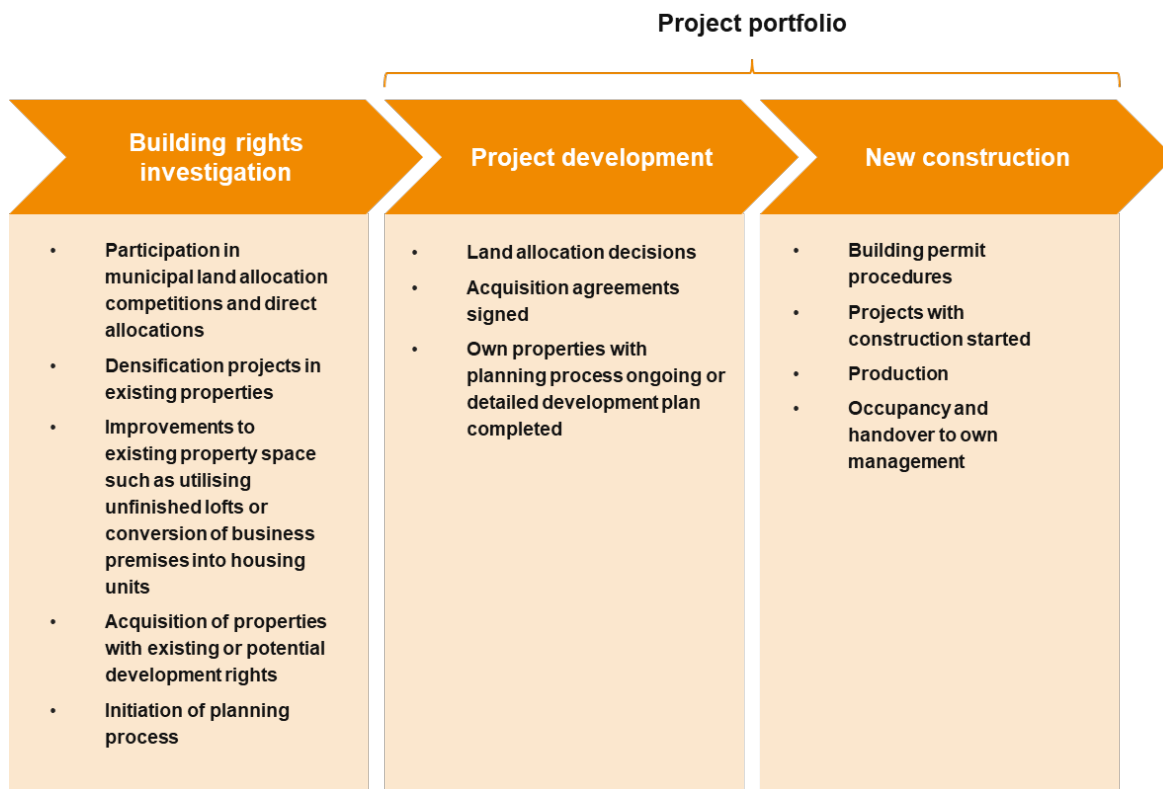 Project portfolio
Building rights
investigation
Project development
New construction
• Participation in
municipal land allocation
competitions and direct
allocations
• Densification projects in
existing properties
• Improvements to
existing property space
such as utilising
unfinished lofts or
conversion of business
premises into housing
units
• Acquisition of properties
with existing or potential
development rights
• Initiation of planning
process
• Land allocation decisions
• Acquisition agreements
signed
• Own properties with
planning process ongoing or
detailed development plan
completed
• Building permit
procedures
• Projects with
construction started
• Production
• Occupancy and
handover to own
management